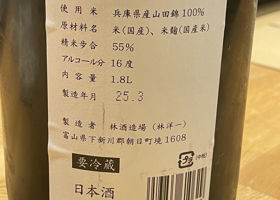 使用米 兵庫県産山田錦100%
原材料名 米(国産)、米麹(国産米)
精米歩合 55%
アルコール分 16度
内容量 1.8L
製造年月 25.3
製造者 林酒造場(林洋一)
富山県下新川郡朝日町境1608
要冷蔵
日本酒